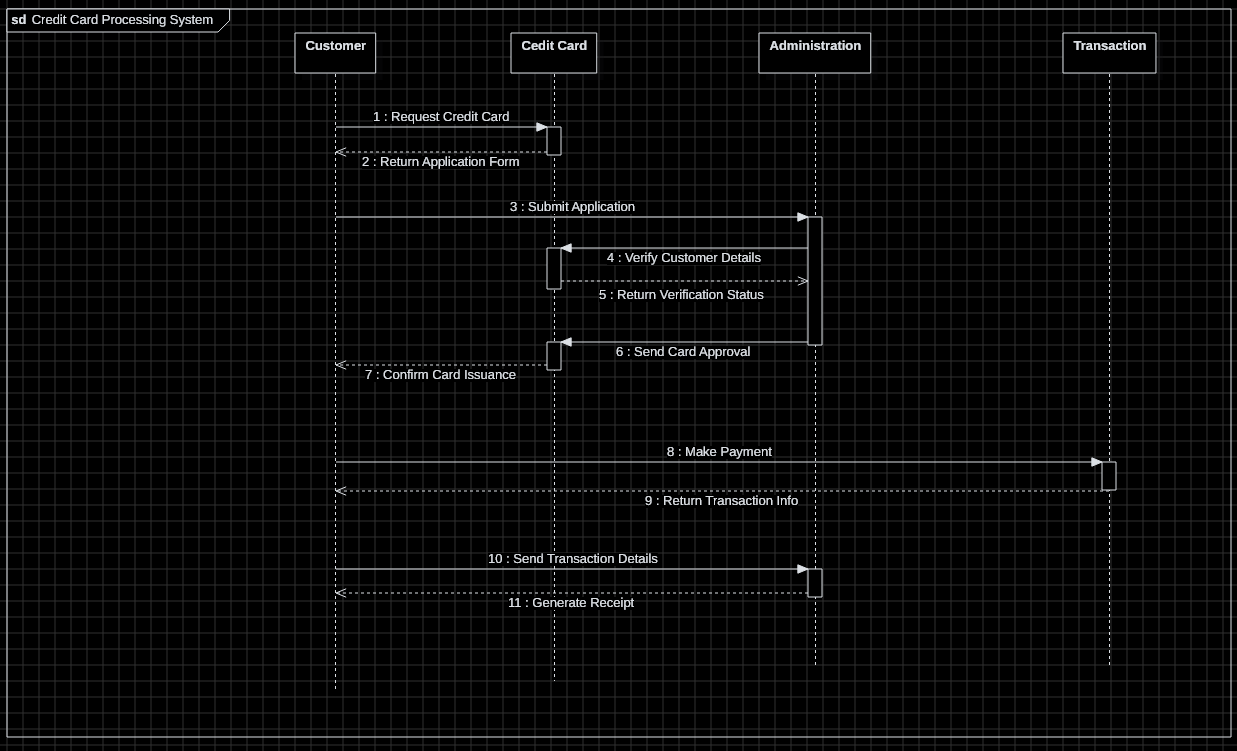 sd Credit Card Processing System
Customer
Cedit Card
Administration
Transaction
1 : Request Credit Card
2 : Return Application Form
3 : Submit Application
4 : Verify Customer Details
5 : Return Verification Status
6 : Send Card Approval
7 : Confirm Card Issuance
8 : Make Payment
9 : Return Transaction Info
10 : Send Transaction Details
11 : Generate Receipt